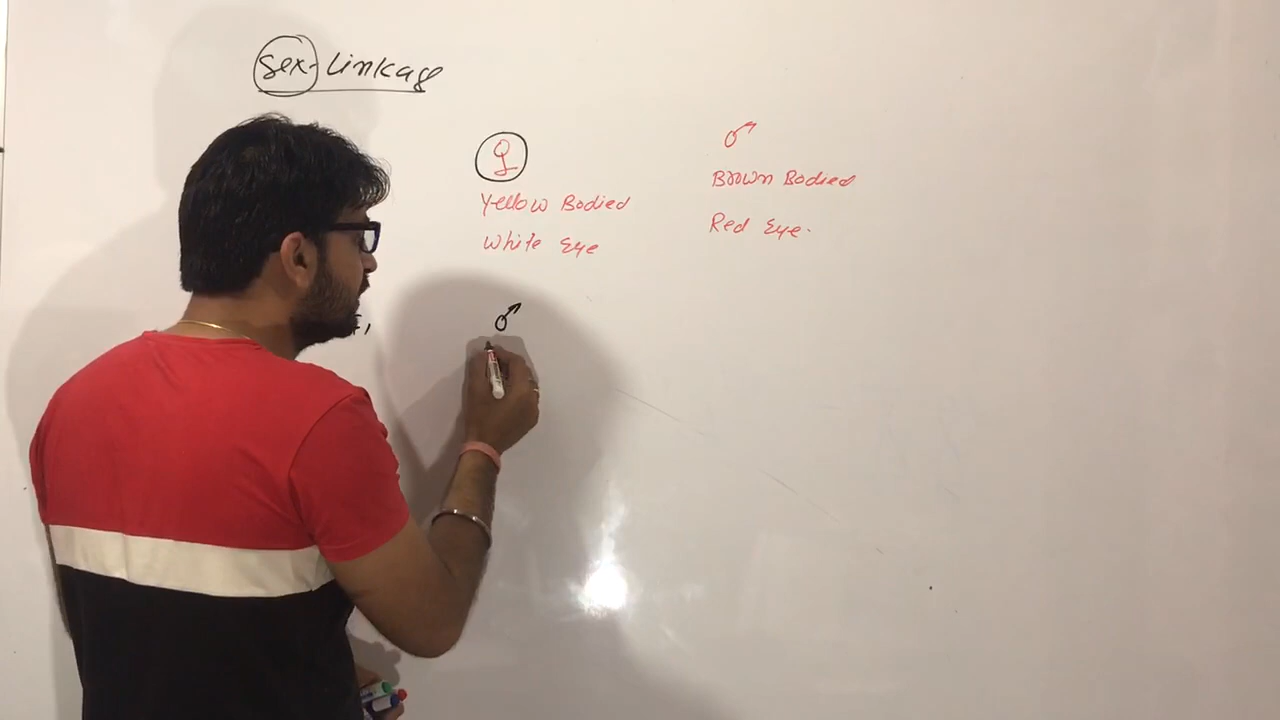 Sex-Linkage
♀
Yellow Bodied
White Eye
♂
Brown Bodied
Red Eye.
♂